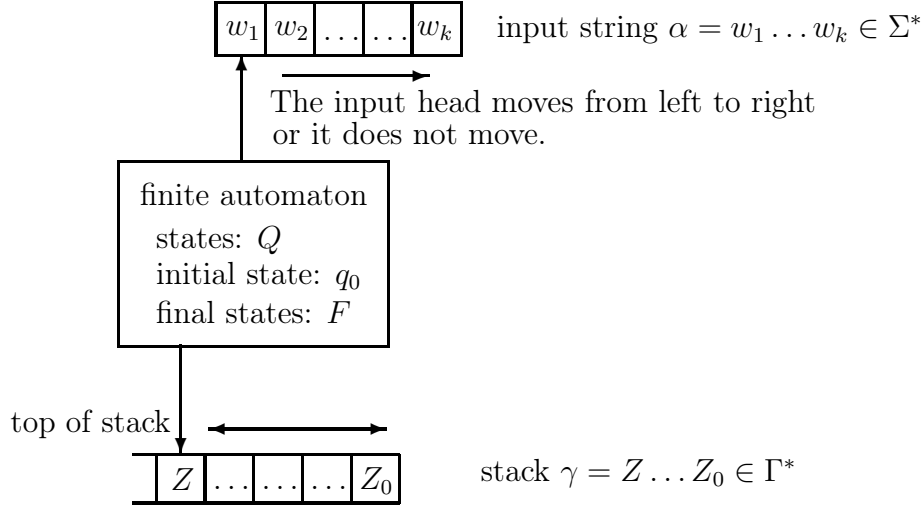 w₁ w₂ … … wₖ input string α = w₁ … wₖ ∈ Σ*
The input head moves from left to right
or it does not move.
finite automaton
states: Q
initial state: q₀
final states: F
top of stack
Z … … … Z₀ stack γ = Z … Z₀ ∈ Γ*